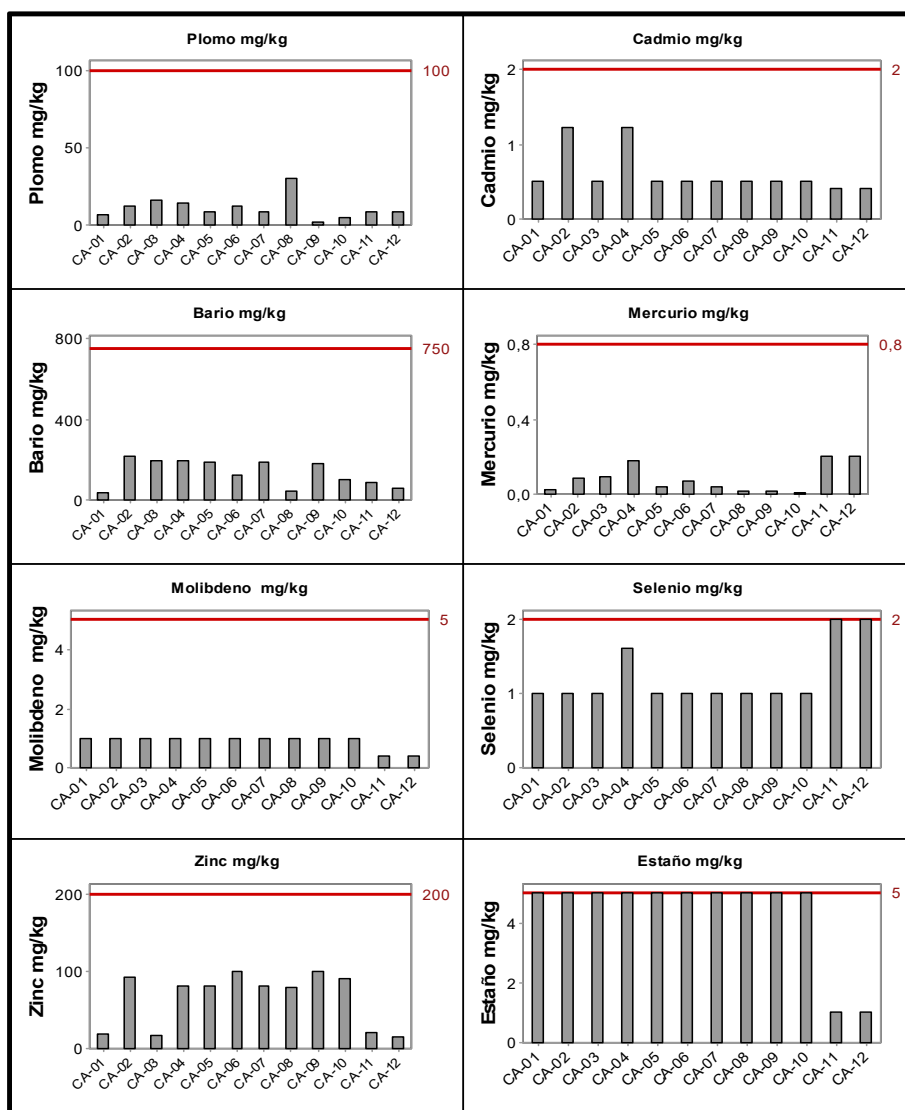 Plomo mg/kg
Plomo mg/kg
100
50
0
100
CA-01 CA-02 CA-03 CA-04 CA-05 CA-06 CA-07 CA-08 CA-09 CA-10 CA-11 CA-12
Cadmio mg/kg
Cadmio mg/kg
2
1
0
2
CA-01 CA-02 CA-03 CA-04 CA-05 CA-06 CA-07 CA-08 CA-09 CA-10 CA-11 CA-12
Bario mg/kg
Bario mg/kg
800
400
0
750
CA-01 CA-02 CA-03 CA-04 CA-05 CA-06 CA-07 CA-08 CA-09 CA-10 CA-11 CA-12
Mercurio mg/kg
Mercurio mg/kg
0,8
0,4
0,0
0,8
CA-01 CA-02 CA-03 CA-04 CA-05 CA-06 CA-07 CA-08 CA-09 CA-10 CA-11 CA-12
Molibdeno mg/kg
Molibdeno mg/kg
4
2
0
5
CA-01 CA-02 CA-03 CA-04 CA-05 CA-06 CA-07 CA-08 CA-09 CA-10 CA-11 CA-12
Selenio mg/kg
Selenio mg/kg
2
1
0
2
CA-01 CA-02 CA-03 CA-04 CA-05 CA-06 CA-07 CA-08 CA-09 CA-10 CA-11 CA-12
Zinc mg/kg
Zinc mg/kg
200
100
0
200
CA-01 CA-02 CA-03 CA-04 CA-05 CA-06 CA-07 CA-08 CA-09 CA-10 CA-11 CA-12
Estaño mg/kg
Estaño mg/kg
4
2
0
5
CA-01 CA-02 CA-03 CA-04 CA-05 CA-06 CA-07 CA-08 CA-09 CA-10 CA-11 CA-12